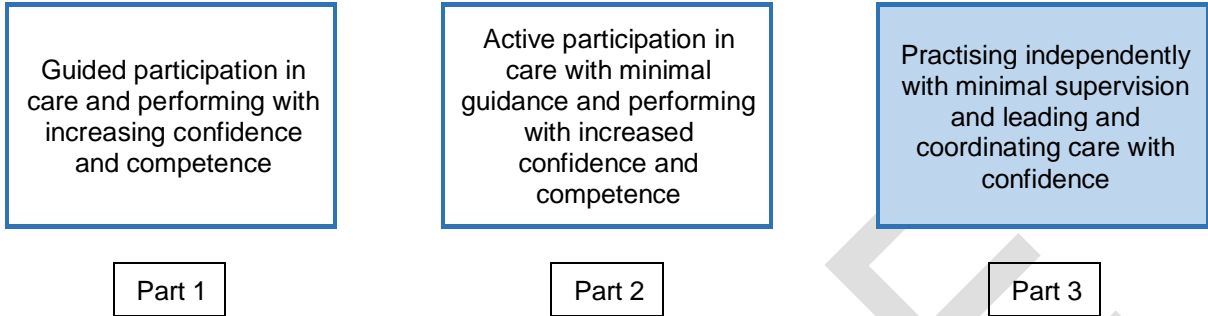 Guided participation in
care and performing with
increasing confidence
and competence
Active participation in
care with minimal
guidance and performing
with increased
confidence and
competence
Practising independently
with minimal supervision
and leading and
coordinating care with
confidence
Part 1
Part 2
Part 3